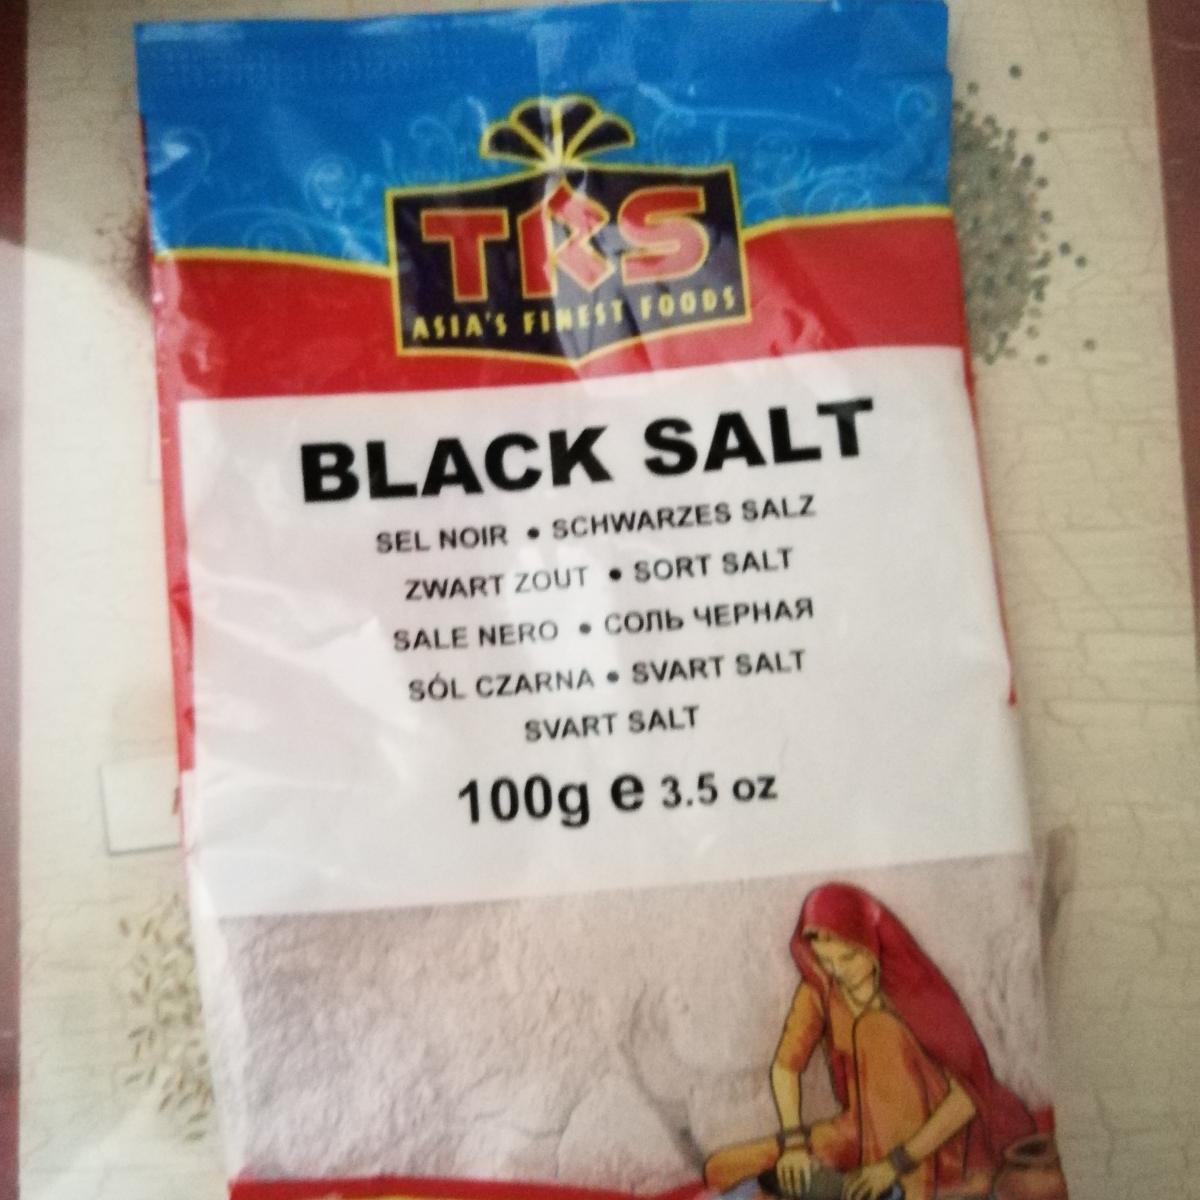 TRS
ASIA'S FINEST FOODS
BLACK SALT
SEL NOIR • SCHWARZES SALZ
ZWART ZOUT • SORT SALT
SALE NERO • СОЛЬ ЧЕРНАЯ
SÓL CZARNA • SVART SALT
SVART SALT
100g e 3.5 oz